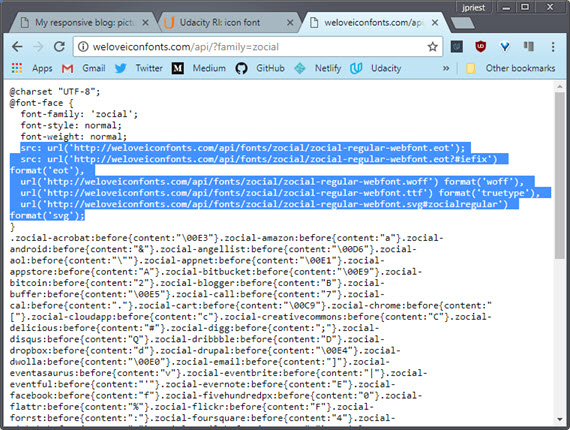 jpriest
My responsive blog: pictu
Udacity RI: icon font
weloveiconfonts.com/api
weloveiconfonts.com/api/?family=zocial
Apps Gmail Twitter Medium GitHub Netlify Udacity » Other bookmarks
@charset "UTF-8";
@font-face {
font-family: 'zocial';
font-style: normal;
font-weight: normal;
src: url('http://weloveiconfonts.com/api/fonts/zocial/zocial-regular-webfont.eot');
src: url('http://weloveiconfonts.com/api/fonts/zocial/zocial-regular-webfont.eot?#iefix')
format('eot'),
url('http://weloveiconfonts.com/api/fonts/zocial/zocial-regular-webfont.woff') format('woff'),
url('http://weloveiconfonts.com/api/fonts/zocial/zocial-regular-webfont.ttf') format('truetype'),
url('http://weloveiconfonts.com/api/fonts/zocial/zocial-regular-webfont.svg#zocialregular')
format('svg');
}
.zocial-acrobat:before{content:"\00E3"}.zocial-amazon:before{content:"a"}.zocial-
android:before{content:"&"}.zocial-angellist:before{content:"\00D6"}.zocial-
aol:before{content:"\""}.zocial-appnet:before{content:"\00E1"}.zocial-
appstore:before{content:"A"}.zocial-bitbucket:before{content:"\00E9"}.zocial-
bitcoin:before{content:"2"}.zocial-blogger:before{content:"B"}.zocial-
buffer:before{content:"\00E5"}.zocial-call:before{content:"7"}.zocial-
cal:before{content:"."}.zocial-cart:before{content:"\00C9"}.zocial-chrome:before{content:"
["}.zocial-cloudapp:before{content:"c"}.zocial-creativecommons:before{content:"C"}.zocial-
delicious:before{content:"#"}.zocial-digg:before{content:";"}.zocial-
disqus:before{content:"Q"}.zocial-dribbble:before{content:"D"}.zocial-
dropbox:before{content:"d"}.zocial-drupal:before{content:"\00E4"}.zocial-
dwolla:before{content:"\00E0"}.zocial-email:before{content:"]"}.zocial-
eventasaurus:before{content:"v"}.zocial-eventbrite:before{content:"|"}.zocial-
eventful:before{content:"'"}.zocial-evernote:before{content:"E"}.zocial-
facebook:before{content:"f"}.zocial-fivehundredpx:before{content:"0"}.zocial-
flattr:before{content:"%"}.zocial-flickr:before{content:"F"}.zocial-
forrst:before{content:":"}.zocial-foursquare:before{content:"4"}.zocial-